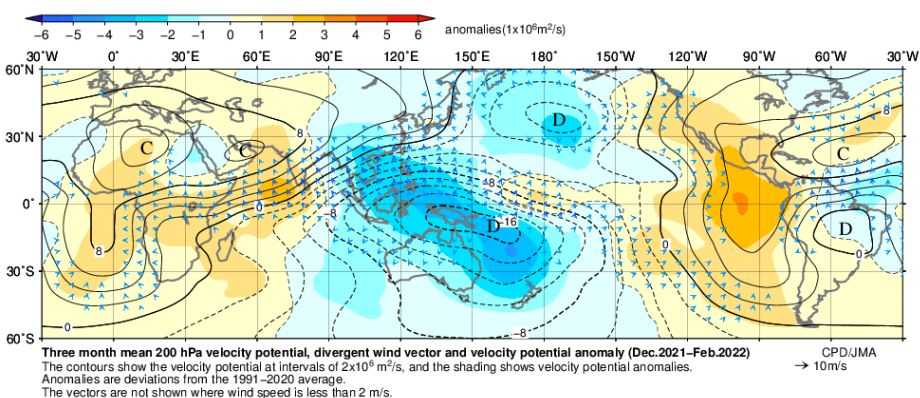 −6 −5 −4 −3 −2 −1 0 1 2 3 4 5 6
anomalies(1x10⁶m²/s)
30°W 0° 30°E 60°E 90°E 120°E 150°E 180° 150°W 120°W 90°W 60°W 30°W
60°N
30°N
0°
30°S
60°S
D
8
8
C
C
C
−8
0
−8
−16
D
D
8
0
0
0
−8
Three month mean 200 hPa velocity potential, divergent wind vector and velocity potential anomaly (Dec.2021−Feb.2022)
CPD/JMA
The contours show the velocity potential at intervals of 2x10⁶ m²/s, and the shading shows velocity potential anomalies.
→ 10m/s
Anomalies are deviations from the 1991−2020 average.
The vectors are not shown where wind speed is less than 2 m/s.